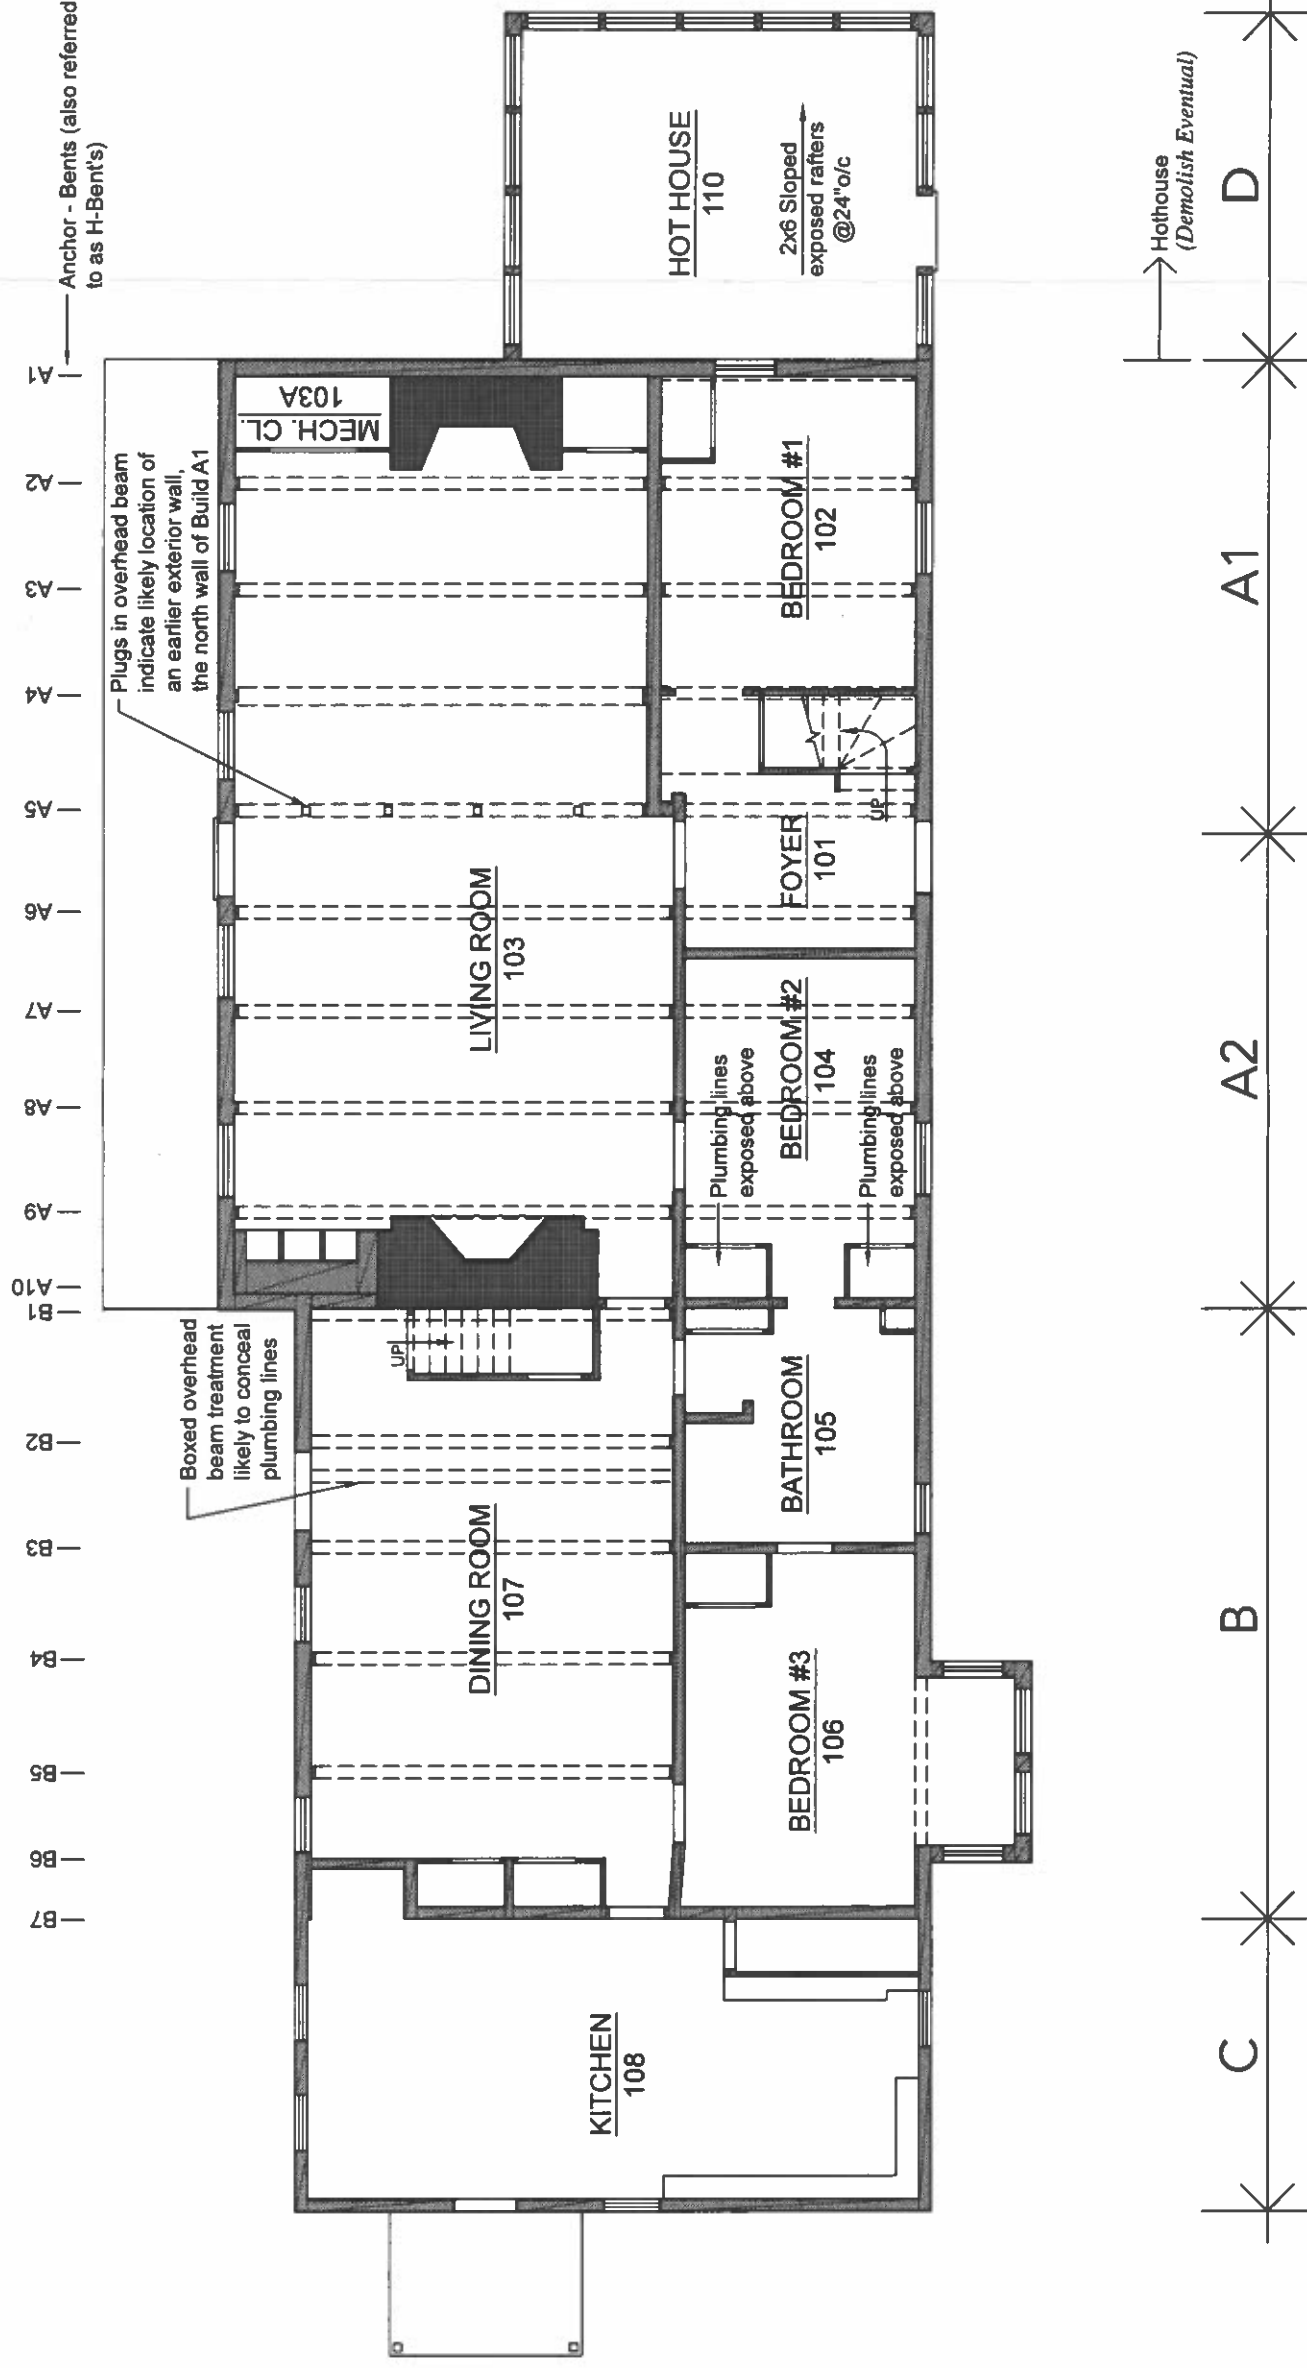 Anchor - Bents (also referred
to as H-Bent's)
A1
A2
A3
A4
A5
A6
A7
A8
A9
A10
B1
B2
B3
B4
B5
B6
B7
Plugs in overhead beam
indicate likely location of
an earlier exterior wall,
the north wall of Build A1
Boxed overhead
beam treatment
likely to conceal
plumbing lines
MECH. CL.
103A
HOT HOUSE
110
2x6 Sloped
exposed rafters
@24"o/c
BEDROOM #1
102
LIVING ROOM
103
FOYER
101
UP
BEDROOM #2
104
Plumbing lines
exposed above
Plumbing lines
exposed above
UP
DINING ROOM
107
BATHROOM
105
BEDROOM #3
106
KITCHEN
108
Hothouse
(Demolish Eventual)
C
B
A2
A1
D